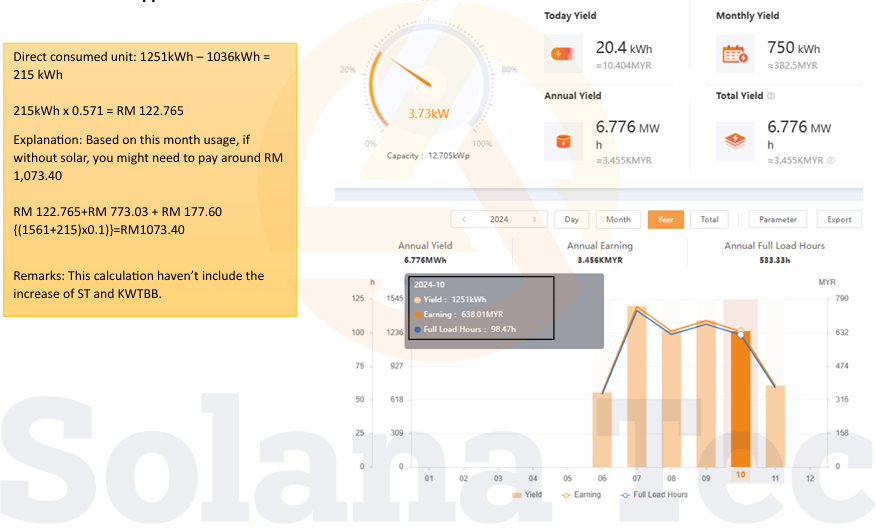 Direct consumed unit: 1251kWh – 1036kWh =
215 kWh
215kWh x 0.571 = RM 122.765
Explanation: Based on this month usage, if
without solar, you might need to pay around RM
1,073.40
RM 122.765+RM 773.03 + RM 177.60
{(1561+215)x0.1)}=RM1073.40
Remarks: This calculation haven’t include the
increase of ST and KWTBB.
20%
80%
3.73kW
0%
100%
Capacity : 12.705kWp
Today Yield
20.4 kWh
≈10.404MYR
Monthly Yield
750 kWh
≈382.5MYR
Annual Yield
6.776 MW
h
≈3.455KMYR
Total Yield
6.776 MW
h
≈3.455KMYR
< 2024 >
Day
Month
Year
Total
Parameter
Export
Annual Yield
6.776MWh
Annual Earning
3.456KMYR
Annual Full Load Hours
533.33h
h
MYR
2024-10
Yield : 1251kWh
Earning : 638.01MYR
Full Load Hours : 98.47h
125 1545 790
100 1236 632
75 927 474
50 618 316
25 309 158
0 0 0
01 02 03 04 05 06 07 08 09 10 11 12
Yield Earning Full Load Hours
Solana Tec